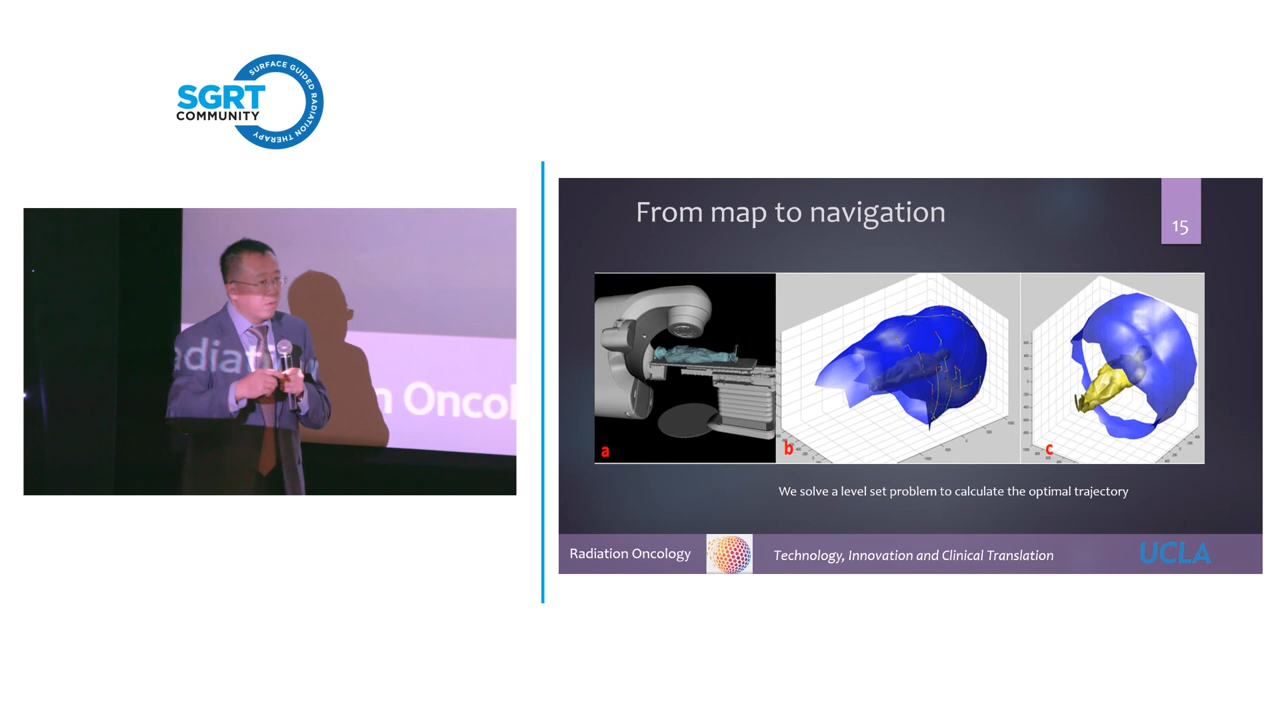 SURFACE GUIDED RADIATION THERAPY
SGRT
COMMUNITY
adiation
n Oncol
From map to navigation
15
a
b
c
We solve a level set problem to calculate the optimal trajectory
Radiation Oncology
Technology, Innovation and Clinical Translation
UCLA